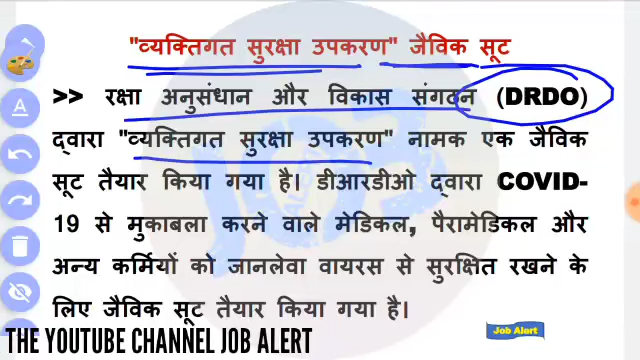 "व्यक्तिगत सुरक्षा उपकरण" जैविक सूट
>> रक्षा अनुसंधान और विकास संगठन (DRDO)
द्वारा "व्यक्तिगत सुरक्षा उपकरण" नामक एक जैविक
सूट तैयार किया गया है। डीआरडीओ द्वारा COVID-
19 से मुकाबला करने वाले मेडिकल, पैरामेडिकल और
अन्य कर्मियों को जानलेवा वायरस से सुरक्षित रखने के
लिए जैविक सूट तैयार किया गया है।
THE YOUTUBE CHANNEL JOB ALERT
Job Alert